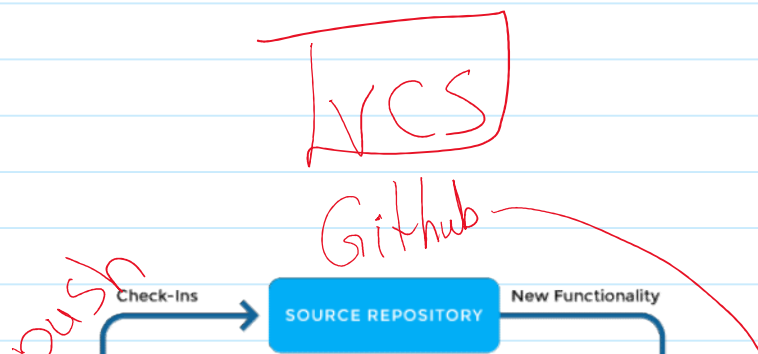 VCS
Github
push
Check-Ins
SOURCE REPOSITORY
New Functionality